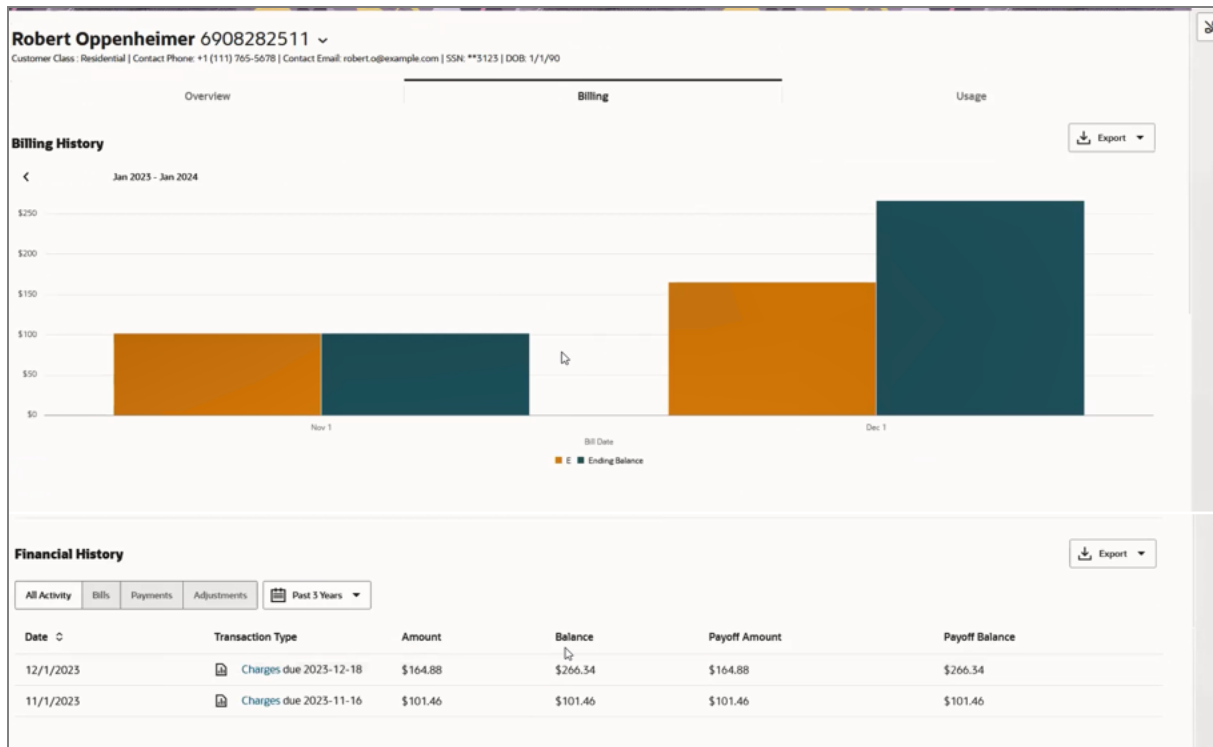 Robert Oppenheimer 6908282511
Customer Class : Residential | Contact Phone: +1 (111) 765-5678 | Contact Email: robert.o@example.com | SSN: **3123 | DOB: 1/1/90
Overview Billing Usage
Billing History
Export
Jan 2023 - Jan 2024
$250
$200
$150
$100
$50
$0
Nov 1 Dec 1
Bill Date
E Ending Balance
Financial History
Export
All Activity Bills Payments Adjustments Past 3 Years
Date Transaction Type Amount Balance Payoff Amount Payoff Balance
12/1/2023 Charges due 2023-12-18 $164.88 $266.34 $164.88 $266.34
11/1/2023 Charges due 2023-11-16 $101.46 $101.46 $101.46 $101.46